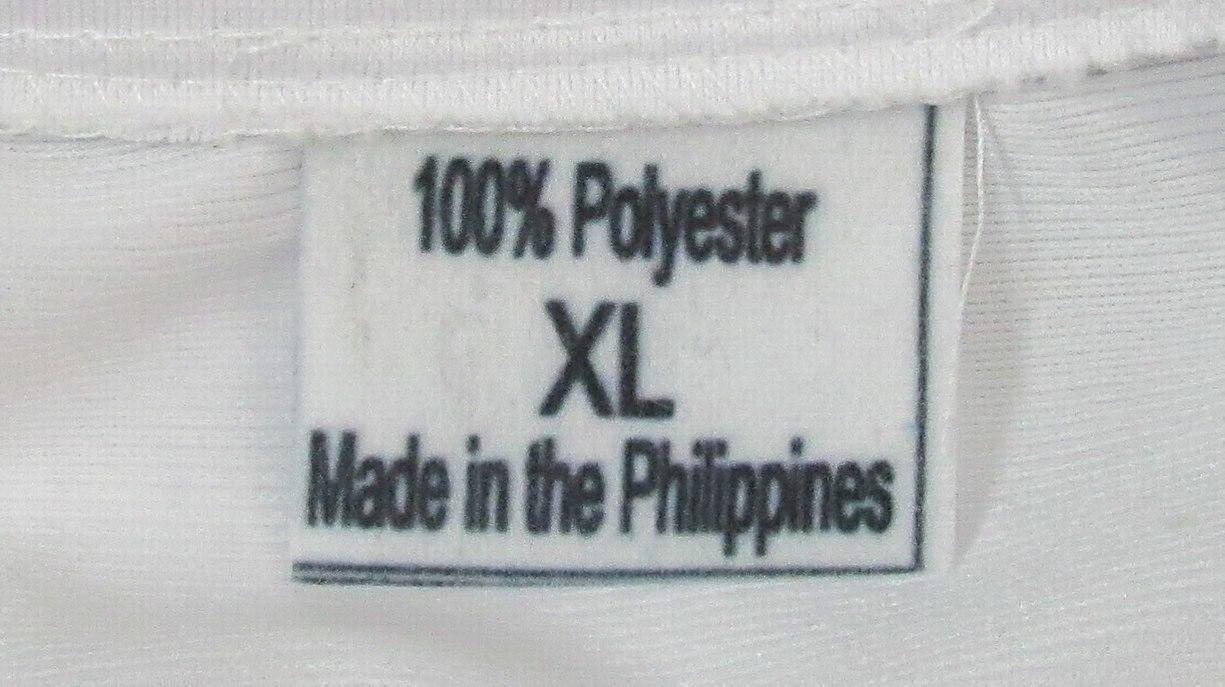 100% Polyester
XL
Made in the Philippines